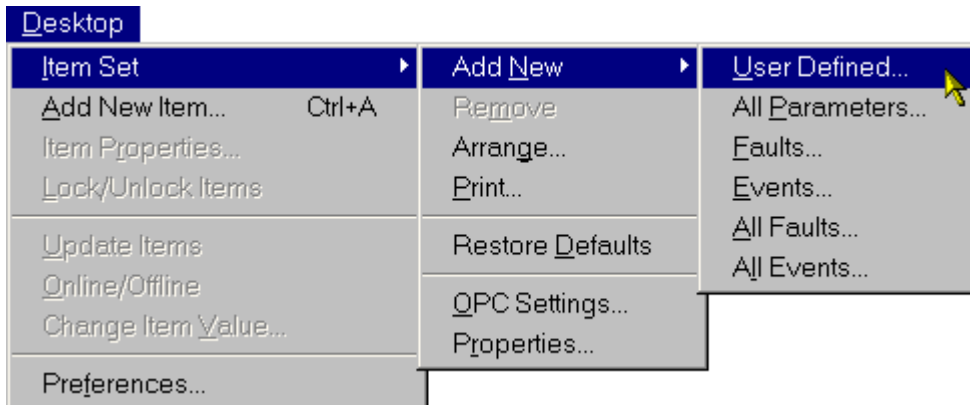 Desktop
Item Set
Add New Item... Ctrl+A
Item Properties...
Lock/Unlock Items
Update Items
Online/Offline
Change Item Value...
Preferences...
Add New
Remove
Arrange...
Print...
Restore Defaults
OPC Settings...
Properties...
User Defined...
All Parameters...
Faults...
Events...
All Faults...
All Events...